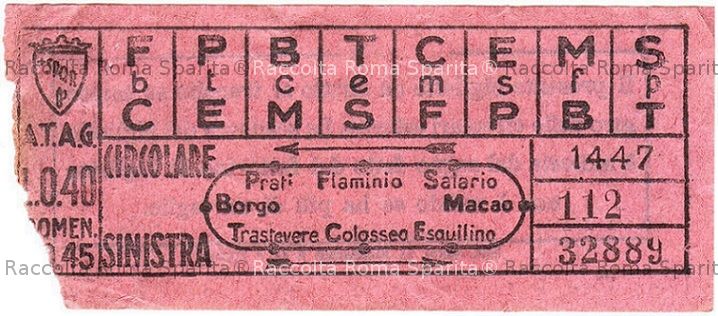 SPQR
F P B T C E M S
b t c e m s f p
C E M S F P B T
Raccolta Roma Sparita® Raccolta Roma Sparita® Raccolta Roma Sparita®
A.T.A.G.
L.0.40
DOMEN.
0.45
CIRCOLARE
SINISTRA
Prati Flaminio Salario
Borgo Macao
Trastevere Colosseo Esquilino
1447
112
32889
Raccolta Roma Sparita® Raccolta Roma Sparita® Raccolta Roma Sparita®